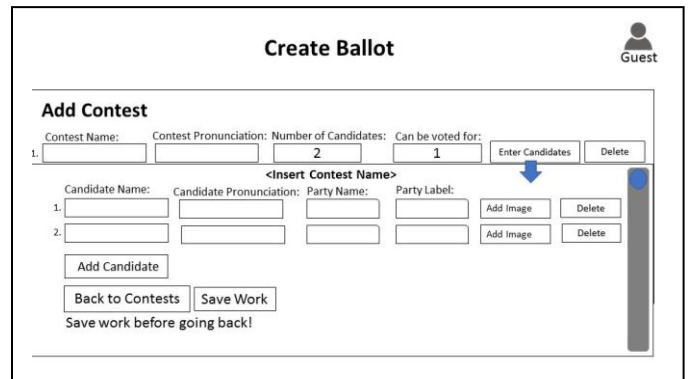 Create Ballot
Guest
Add Contest
Contest Name: Contest Pronunciation: Number of Candidates: Can be voted for:
1. 2 1 Enter Candidates Delete
<Insert Contest Name>
Candidate Name: Candidate Pronunciation: Party Name: Party Label:
1. Add Image Delete
2. Add Image Delete
Add Candidate
Back to Contests Save Work
Save work before going back!